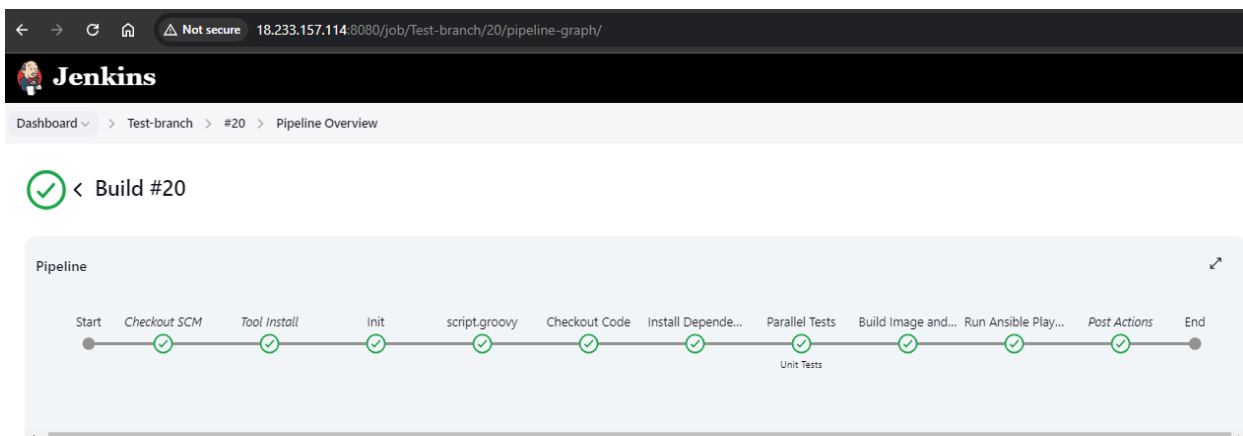 Not secure 18.233.157.114:8080/job/Test-branch/20/pipeline-graph/
Jenkins
Dashboard > Test-branch > #20 > Pipeline Overview
Build #20
Pipeline
Start Checkout SCM Tool Install Init script.groovy Checkout Code Install Depende... Parallel Tests Build Image and... Run Ansible Play... Post Actions End
Unit Tests